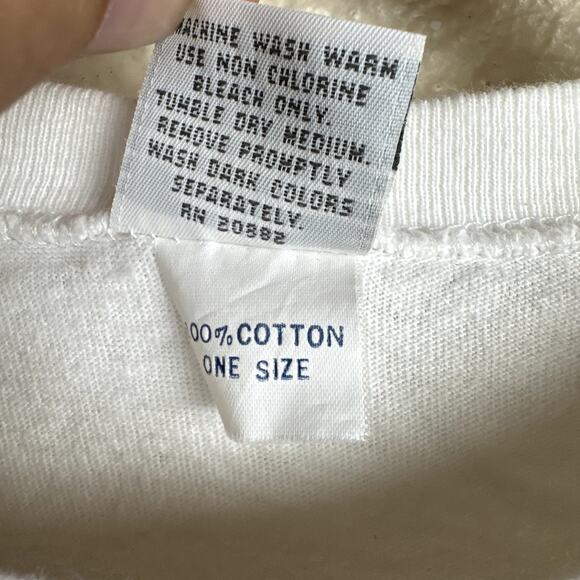 MACHINE WASH WARM
USE NON CHLORINE
BLEACH ONLY.
TUMBLE DRY MEDIUM.
REMOVE PROMPTLY
WASH DARK COLORS
SEPARATELY.
RN 20882
100% COTTON
ONE SIZE